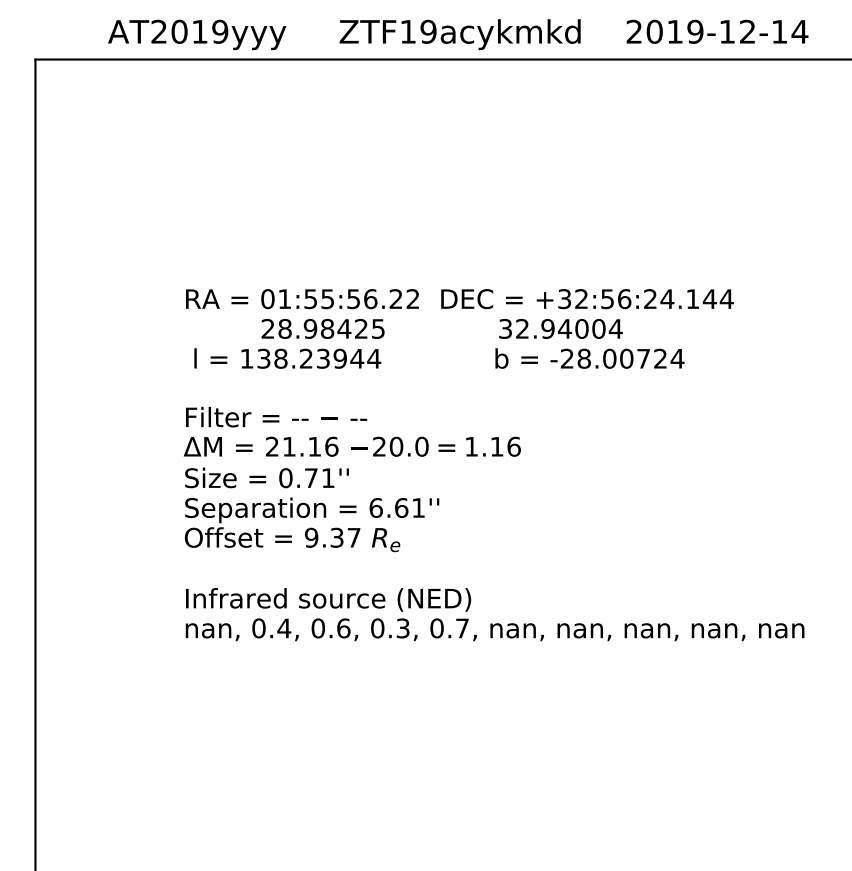 AT2019yyy ZTF19acykmkd 2019-12-14
RA = 01:55:56.22 DEC = +32:56:24.144
28.98425 32.94004
l = 138.23944 b = -28.00724
Filter = -- − --
ΔM = 21.16 −20.0 = 1.16
Size = 0.71''
Separation = 6.61''
Offset = 9.37 Re
Infrared source (NED)
nan, 0.4, 0.6, 0.3, 0.7, nan, nan, nan, nan, nan